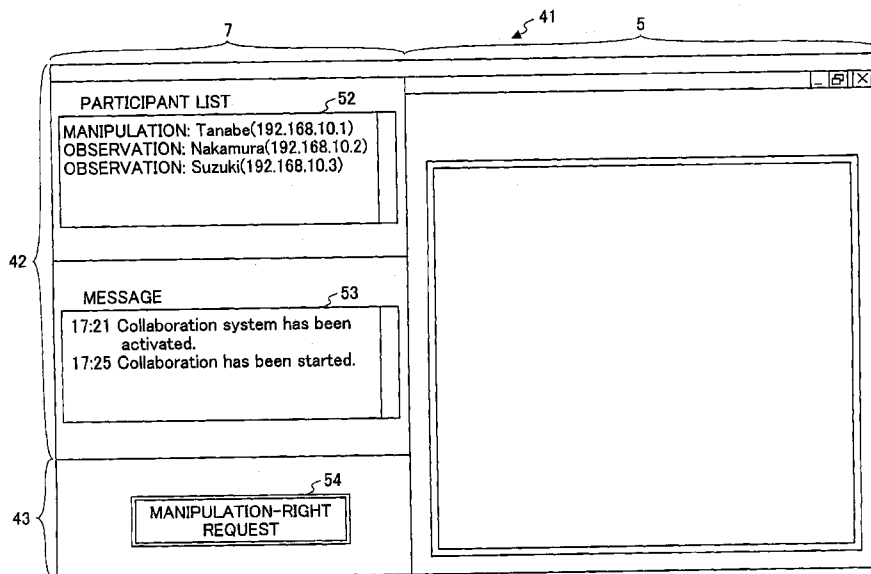 7
41
5
PARTICIPANT LIST
52
MANIPULATION: Tanabe(192.168.10.1)
OBSERVATION: Nakamura(192.168.10.2)
OBSERVATION: Suzuki(192.168.10.3)
42
MESSAGE
53
17:21 Collaboration system has been
activated.
17:25 Collaboration has been started.
43
54
MANIPULATION-RIGHT
REQUEST